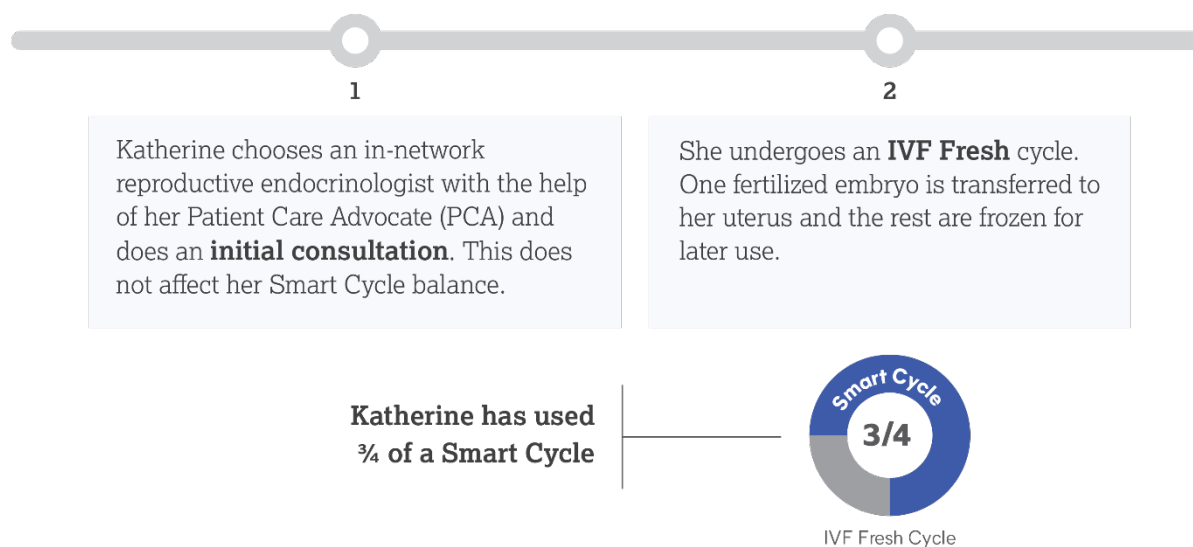 1
Katherine chooses an in-network
reproductive endocrinologist with the help
of her Patient Care Advocate (PCA) and
does an initial consultation. This does
not affect her Smart Cycle balance.
2
She undergoes an IVF Fresh cycle.
One fertilized embryo is transferred to
her uterus and the rest are frozen for
later use.
Katherine has used
¾ of a Smart Cycle
Smart Cycle
3/4
IVF Fresh Cycle